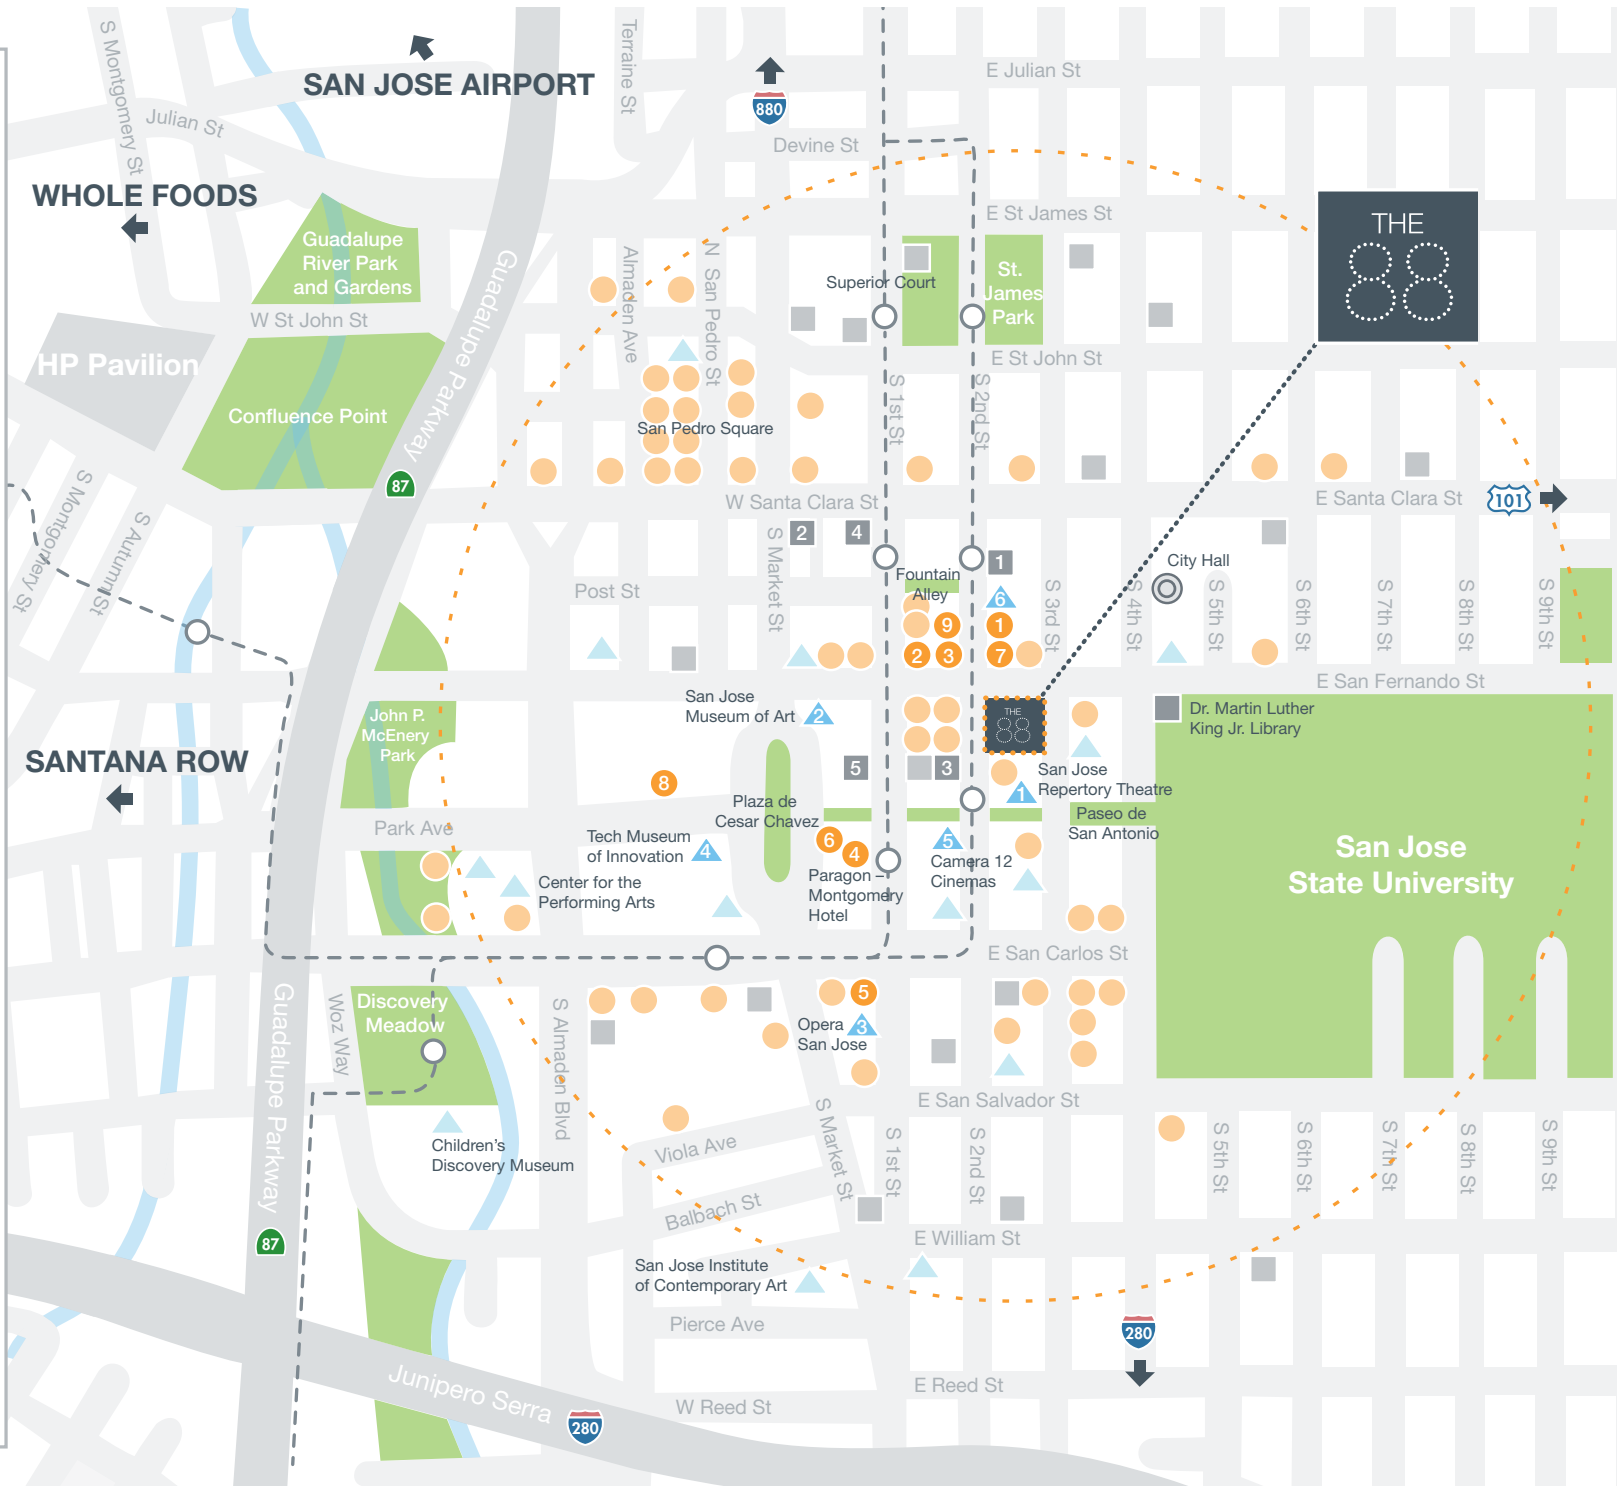 SAN JOSE AIRPORT
S Montgomery St
Julian St
Terraine St
880
E Julian St
Devine St
WHOLE FOODS
E St James St
THE
88
Guadalupe
River Park
and Gardens
W St John St
HP Pavilion
Confluence Point
Guadalupe Parkway
87
Almaden Ave
N San Pedro St
Superior Court
St.
James
Park
E St John St
San Pedro Square
S 1st St
S 2nd St
W Santa Clara St
E Santa Clara St
101
S Montgomery St
S Autumn St
S Market St
2
4
1
Fountain
Alley
Post St
6
9
1
2
3
7
S 3rd St
S 4th St
City Hall
S 5th St
S 6th St
S 7th St
S 8th St
S 9th St
E San Fernando St
John P.
McEnery
Park
San Jose
Museum of Art
2
THE
88
Dr. Martin Luther
King Jr. Library
SANTANA ROW
8
5
3
San Jose
Repertory Theatre
1
Plaza de
Cesar Chavez
Paseo de
San Antonio
Park Ave
Tech Museum
of Innovation
4
6
4
5
Camera 12
Cinemas
Paragon –
Montgomery
Hotel
Center for the
Performing Arts
San Jose
State University
E San Carlos St
Guadalupe Parkway
Woz Way
Discovery
Meadow
S Almaden Blvd
5
Opera
San Jose
3
E San Salvador St
Children's
Discovery Museum
Viola Ave
S Market St
S 1st St
S 2nd St
S 5th St
S 6th St
S 7th St
S 8th St
S 9th St
Balbach St
87
E William St
San Jose Institute
of Contemporary Art
Pierce Ave
280
Junipero Serra
280
E Reed St
W Reed St